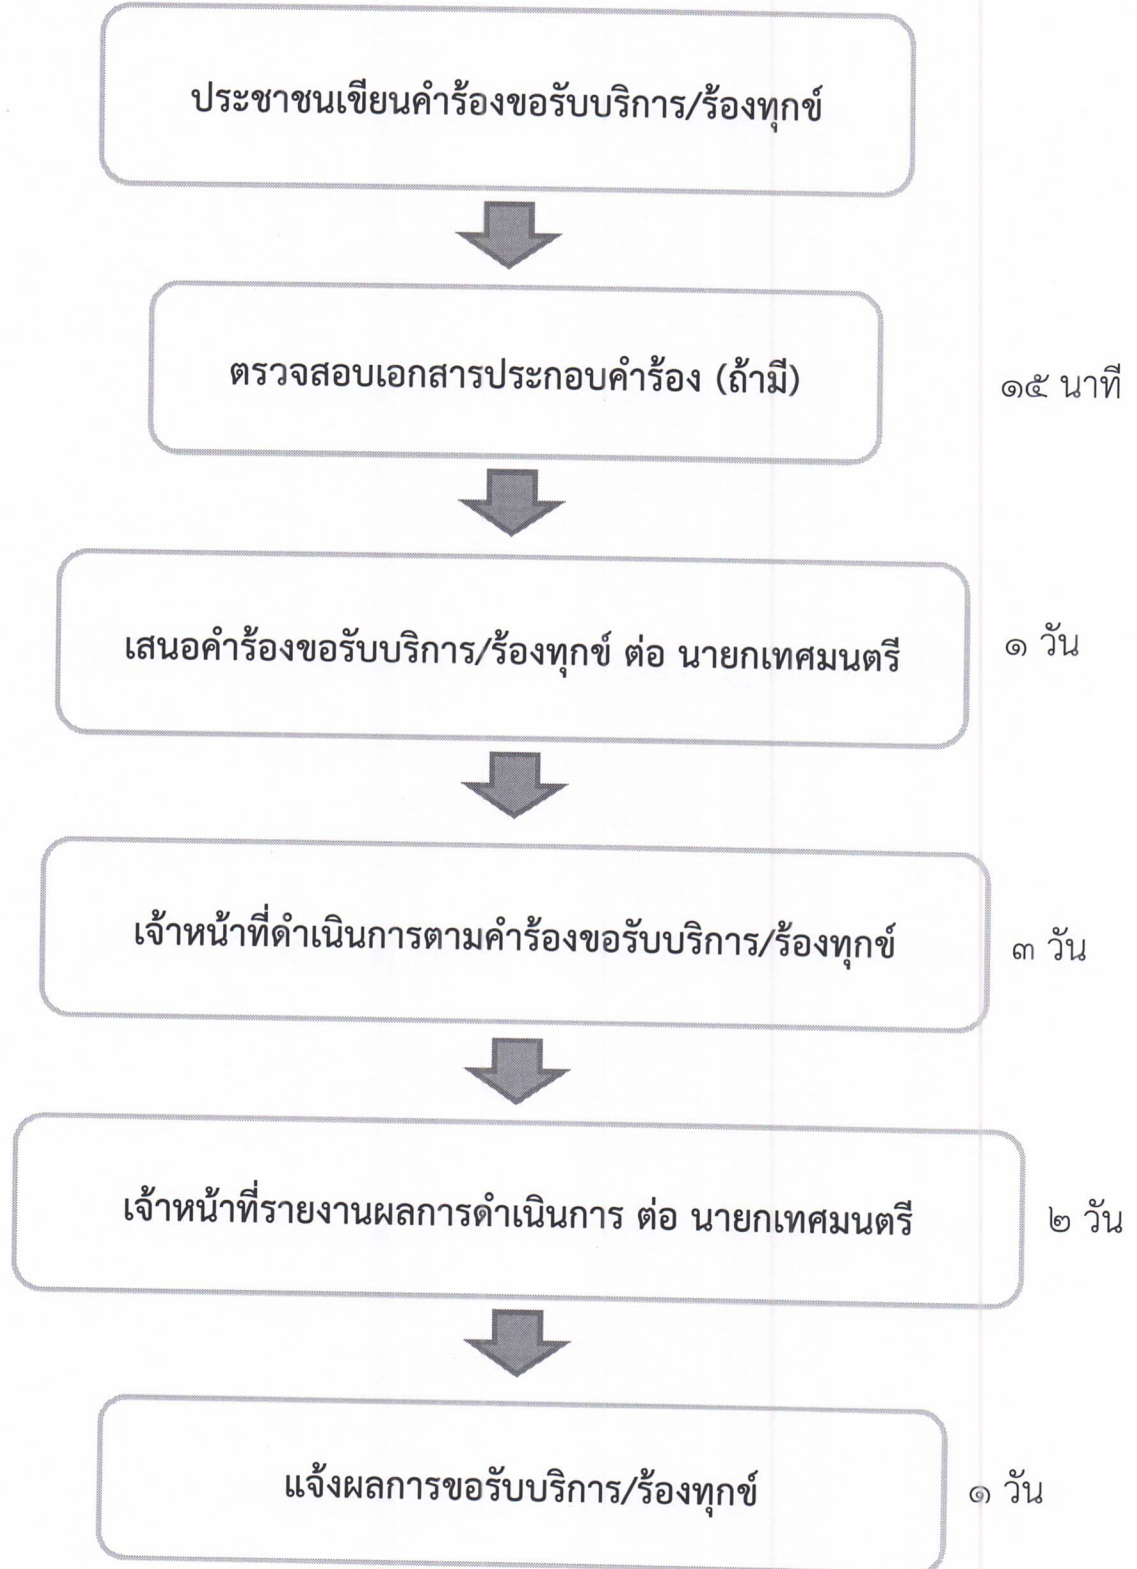 ประชาชนเขียนคำร้องขอรับบริการ/ร้องทุกข์
ตรวจสอบเอกสารประกอบคำร้อง (ถ้ามี)
๑๕ นาที
เสนอคำร้องขอรับบริการ/ร้องทุกข์ ต่อ นายกเทศมนตรี
๑ วัน
เจ้าหน้าที่ดำเนินการตามคำร้องขอรับบริการ/ร้องทุกข์
๓ วัน
เจ้าหน้าที่รายงานผลการดำเนินการ ต่อ นายกเทศมนตรี
๒ วัน
แจ้งผลการขอรับบริการ/ร้องทุกข์
๑ วัน